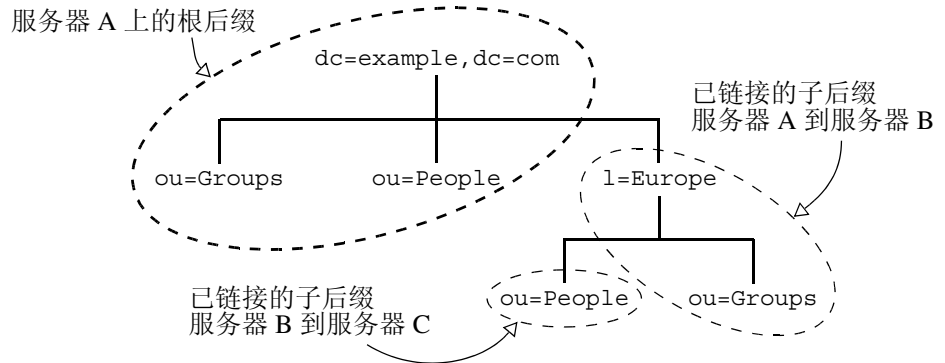 服务器 A 上的根后缀
dc=example,dc=com
已链接的子后缀
服务器 A 到服务器 B
ou=Groups
ou=People
l=Europe
ou=People
ou=Groups
已链接的子后缀
服务器 B 到服务器 C